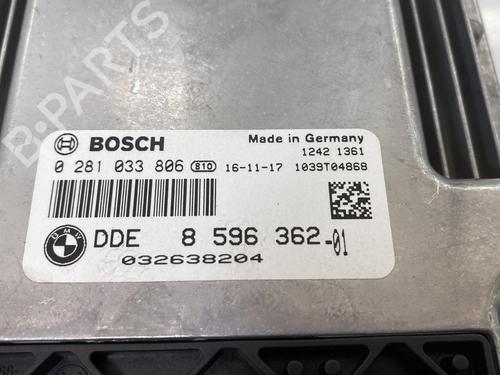 B-PARTS
BOSCH
Made in Germany
1242 1361
0 281 033 806 810 16-11-17 1039T04868
BMW
DDE 8 596 362-01
032638204